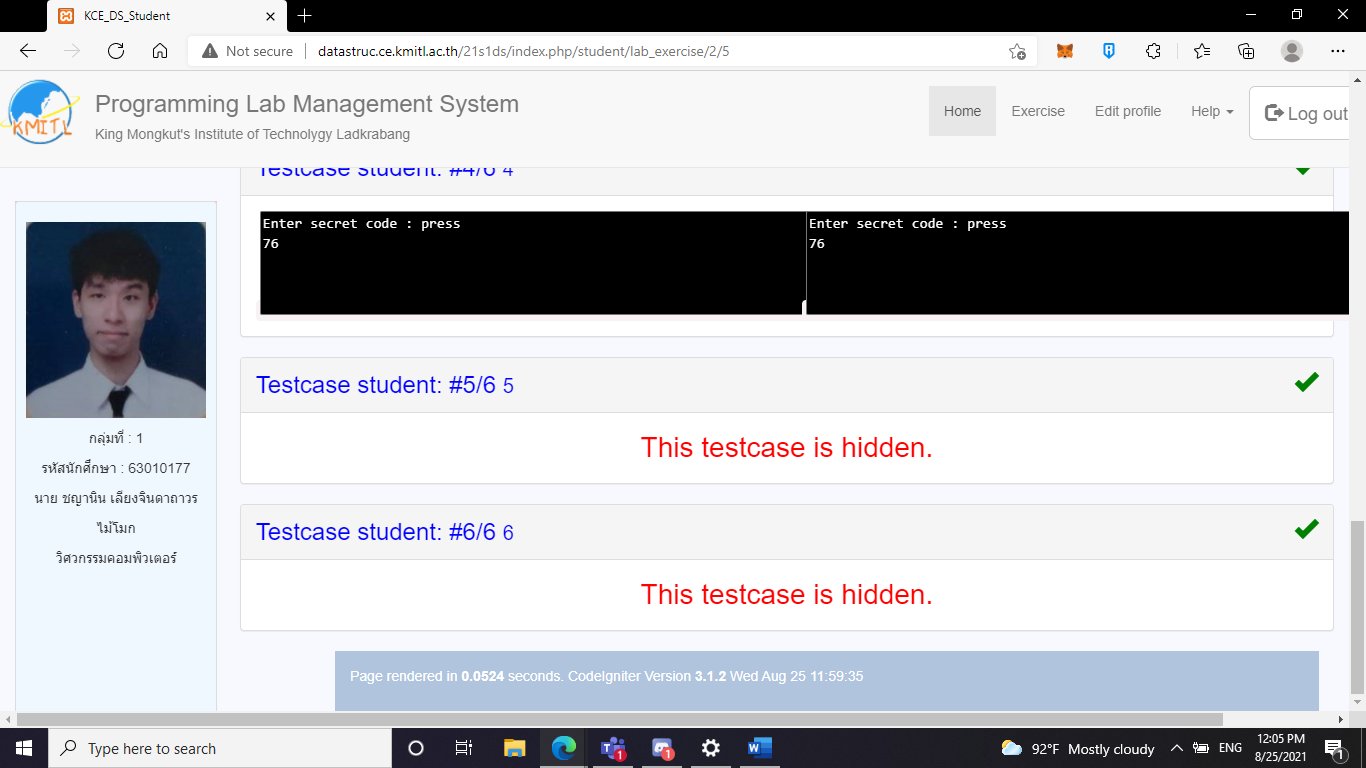 KCE_DS_Student
Not secure
datastruc.ce.kmitl.ac.th/21s1ds/index.php/student/lab_exercise/2/5
KMITL
Programming Lab Management System
King Mongkut's Institute of Technolygy Ladkrabang
Home
Exercise
Edit profile
Help
Log out
Testcase student: #4/6 4
Enter secret code : press
76
Enter secret code : press
76
Testcase student: #5/6 5
This testcase is hidden.
Testcase student: #6/6 6
This testcase is hidden.
กลุ่มที่ : 1
รหัสนักศึกษา : 63010177
นาย ชญานิน เลียงจินดาถาวร
ไม้โมก
วิศวกรรมคอมพิวเตอร์
Page rendered in 0.0524 seconds. CodeIgniter Version 3.1.2 Wed Aug 25 11:59:35
Type here to search
1
1
92°F Mostly cloudy
ENG
12:05 PM
8/25/2021
1